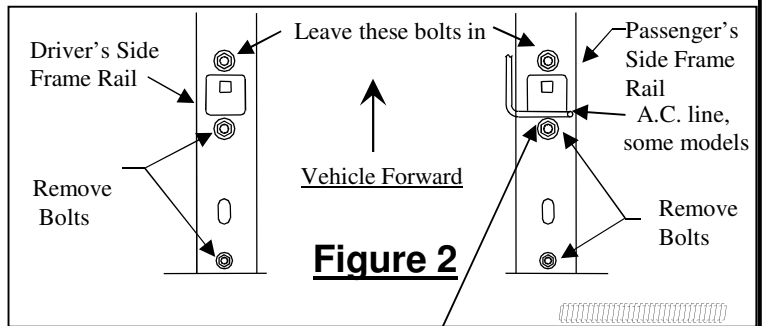 Driver's Side
Frame Rail
Leave these bolts in
Passenger's
Side Frame
Rail
A.C. line,
some models
Vehicle Forward
Remove
Bolts
Remove
Bolts
Figure 2